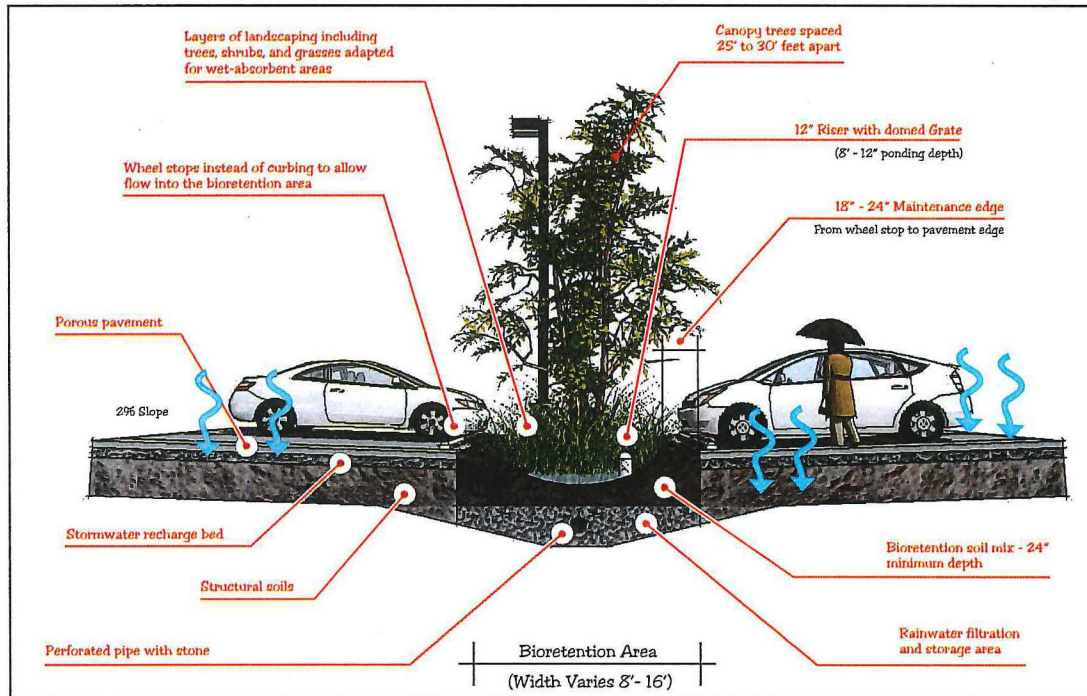 Layers of landscaping including
trees, shrubs, and grasses adapted
for wet-absorbent areas
Canopy trees spaced
25' to 30' feet apart
12" Riser with domed Grate
(8' - 12" ponding depth)
Wheel stops instead of curbing to allow
flow into the bioretention area
18" - 24" Maintenance edge
From wheel stop to pavement edge
Porous pavement
2% Slope
Stormwater recharge bed
Structural soils
Perforated pipe with stone
Bioretention soil mix - 24"
minimum depth
Rainwater filtration
and storage area
Bioretention Area
(Width Varies 8'- 16')